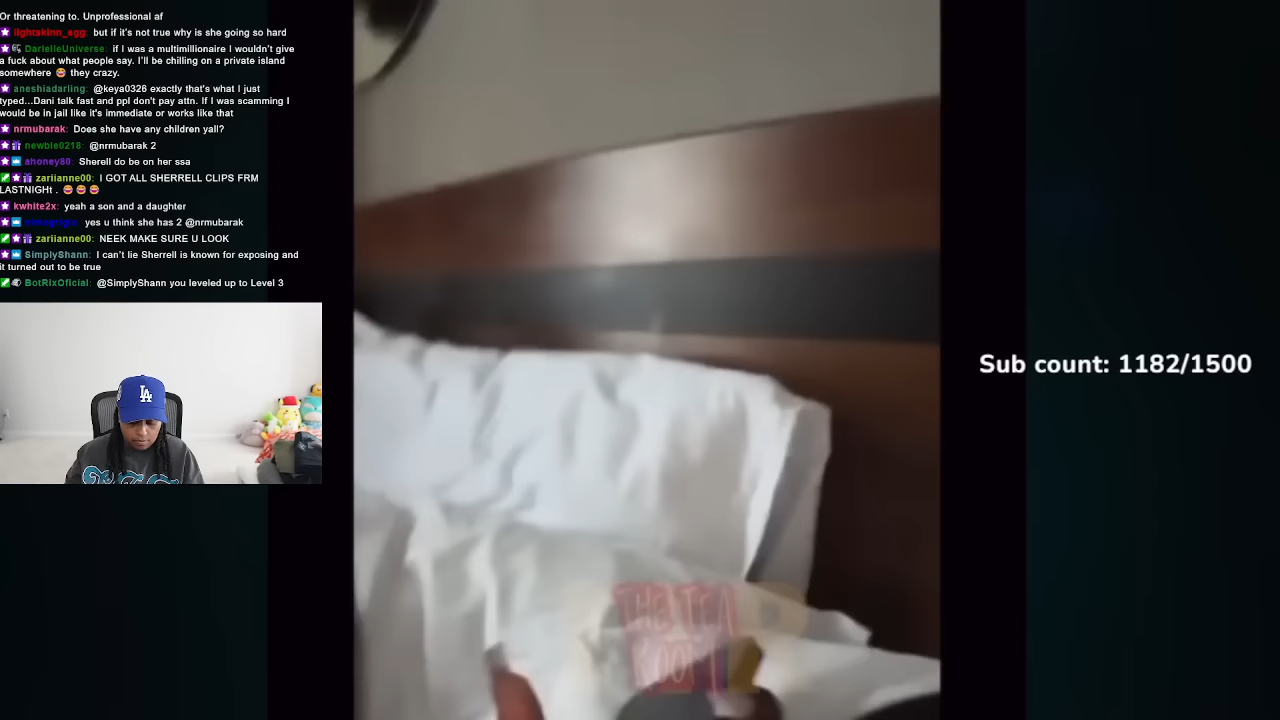 Or threatening to. Unprofessional af
lightskinn_egg: but if it's not true why is she going so hard
DarielleUniverse: if I was a multimillionaire I wouldn't give
a fuck about what people say. I'll be chilling on a private island
somewhere 😂 they crazy.
aneshiadarling: @keya0326 exactly that's what I just
typed...Dani talk fast and ppl don't pay attn. If I was scamming I
would be in jail like it's immediate or works like that
nrmubarak: Does she have any children yall?
newbie0218: @nrmubarak 2
ahoney80: Sherell do be on her ssa
zariianne00: I GOT ALL SHERRELL CLIPS FRM
LASTNIGHt . 😂 😂 😂
kwhite2x: yeah a son and a daughter
yes u think she has 2 @nrmubarak
zariianne00: NEEK MAKE SURE U LOOK
SimplyShann: I can't lie Sherrell is known for exposing and
it turned out to be true
BotRixOficial: @SimplyShann you leveled up to Level 3
LA
Sub count: 1182/1500
THE TEA
ROOM